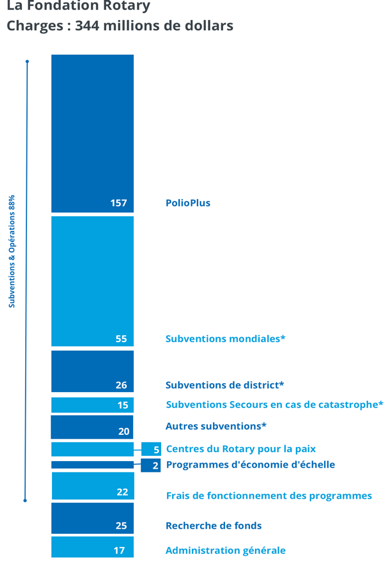 La Fondation Rotary
Charges : 344 millions de dollars
Subventions & Opérations 88%
157 PolioPlus
55 Subventions mondiales*
26 Subventions de district*
15 Subventions Secours en cas de catastrophe*
20 Autres subventions*
5 Centres du Rotary pour la paix
2 Programmes d'économie d'échelle
22 Frais de fonctionnement des programmes
25 Recherche de fonds
17 Administration générale